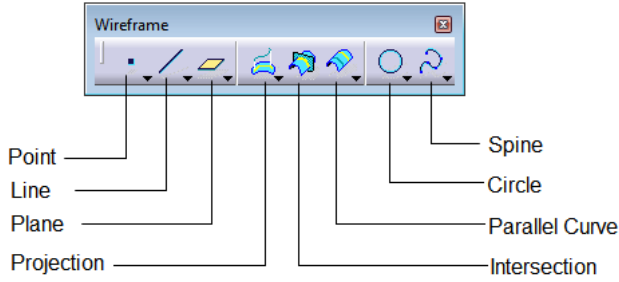 Wireframe
Point
Line
Plane
Projection
Spine
Circle
Parallel Curve
Intersection